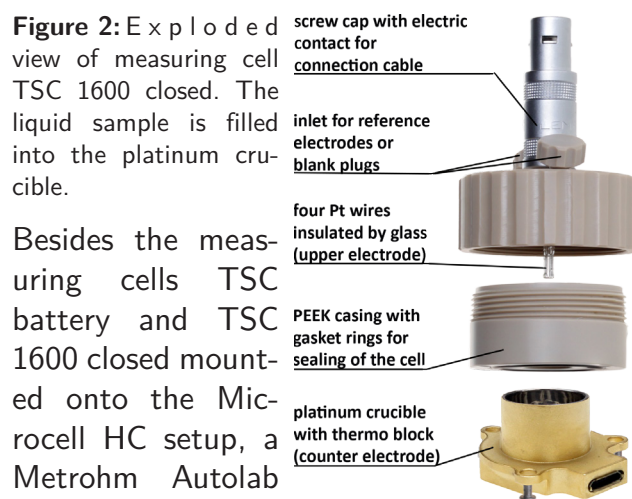 Figure 2: Exploded
view of measuring cell
TSC 1600 closed. The
liquid sample is filled
into the platinum cru-
cible.
Besides the meas-
uring cells TSC
battery and TSC
1600 closed mount-
ed onto the Mic-
rocell HC setup, a
Metrohm Autolab
screw cap with electric
contact for
connection cable
inlet for reference
electrodes or
blank plugs
four Pt wires
insulated by glass
(upper electrode)
PEEK casing with
gasket rings for
sealing of the cell
platinum crucible
with thermo block
(counter electrode)